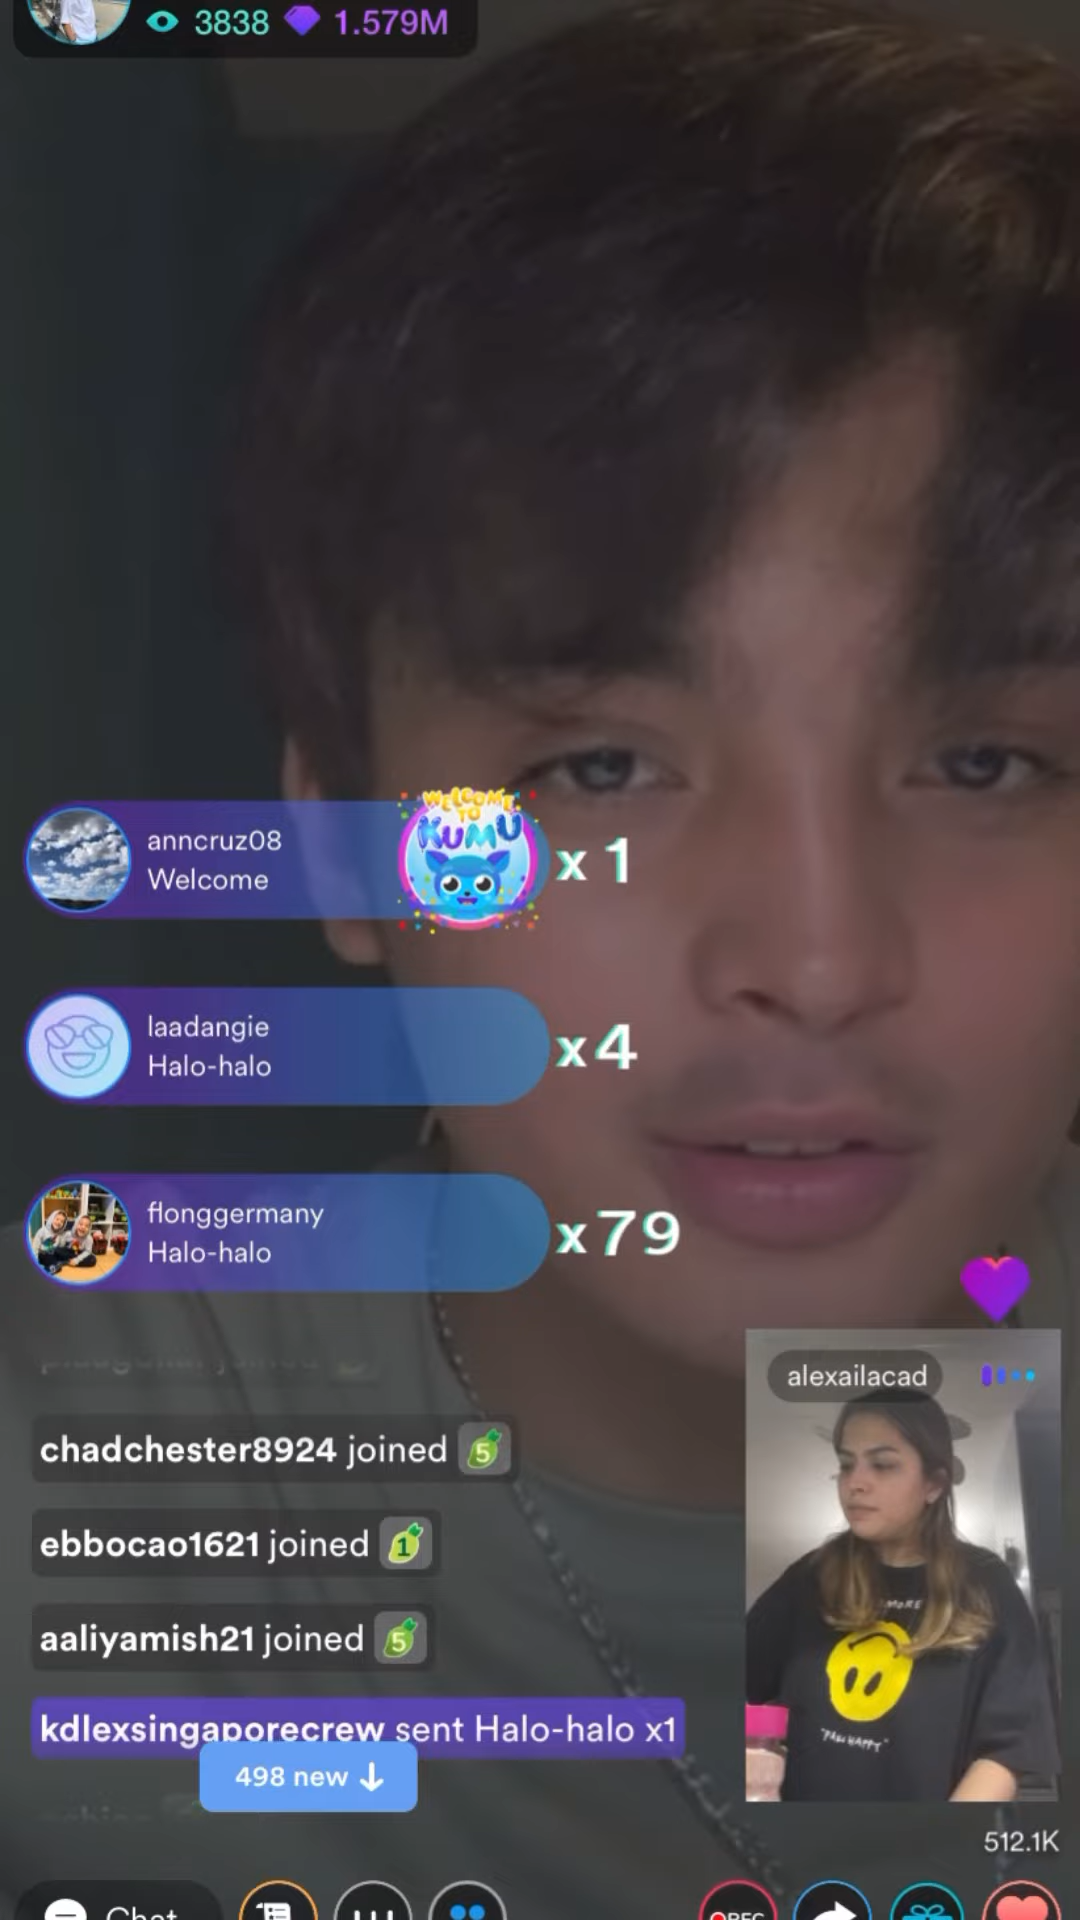 3838 1.579M
WELCOME
TO
KUMU
anncruz08
Welcome
x 1
laadangie
Halo-halo
x4
flonggermany
Halo-halo
x79
alexailacad
chadchester8924 joined 5
ebbocao1621 joined 1
aaliyamish21 joined 5
kdlexsingaporecrew sent Halo-halo x1
498 new
512.1K
Chat
REC